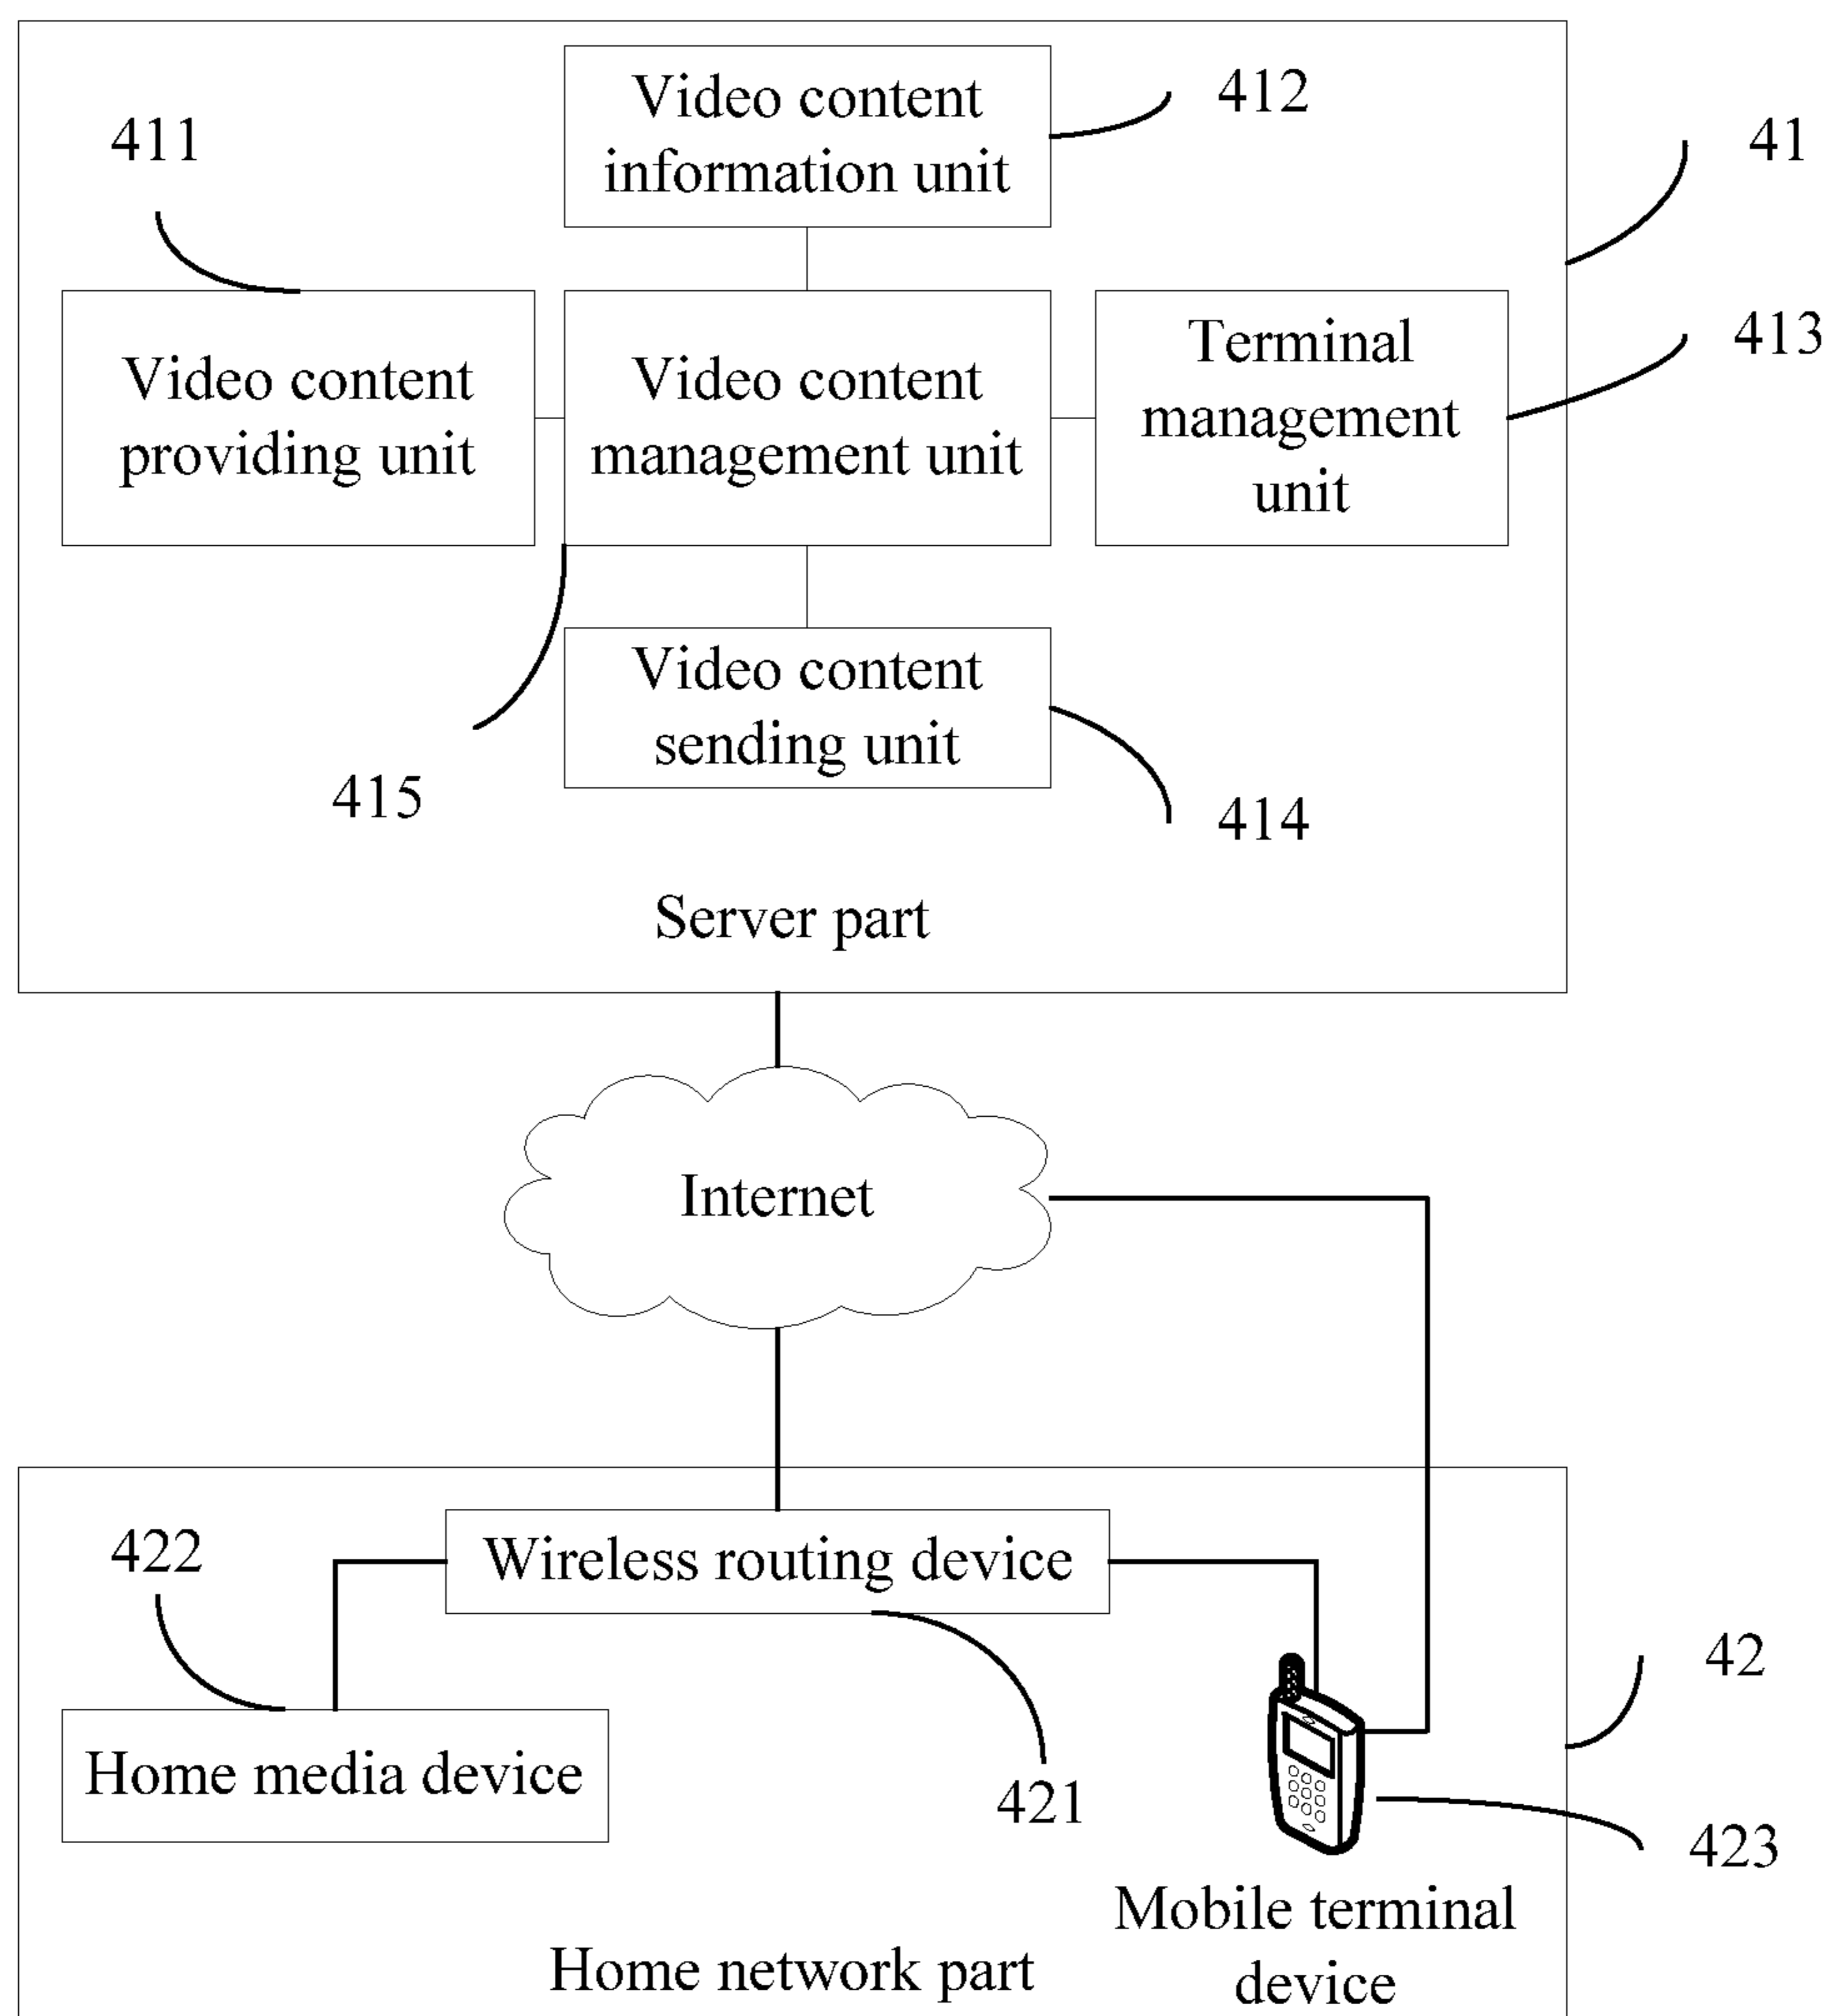 Video content
information unit
412
411
41
Video content
providing unit
Video content
management unit
Terminal
management
unit
413
Video content
sending unit
415
414
Server part
Internet
422
Wireless routing device
42
Home media device
421
423
Mobile terminal
device
Home network part